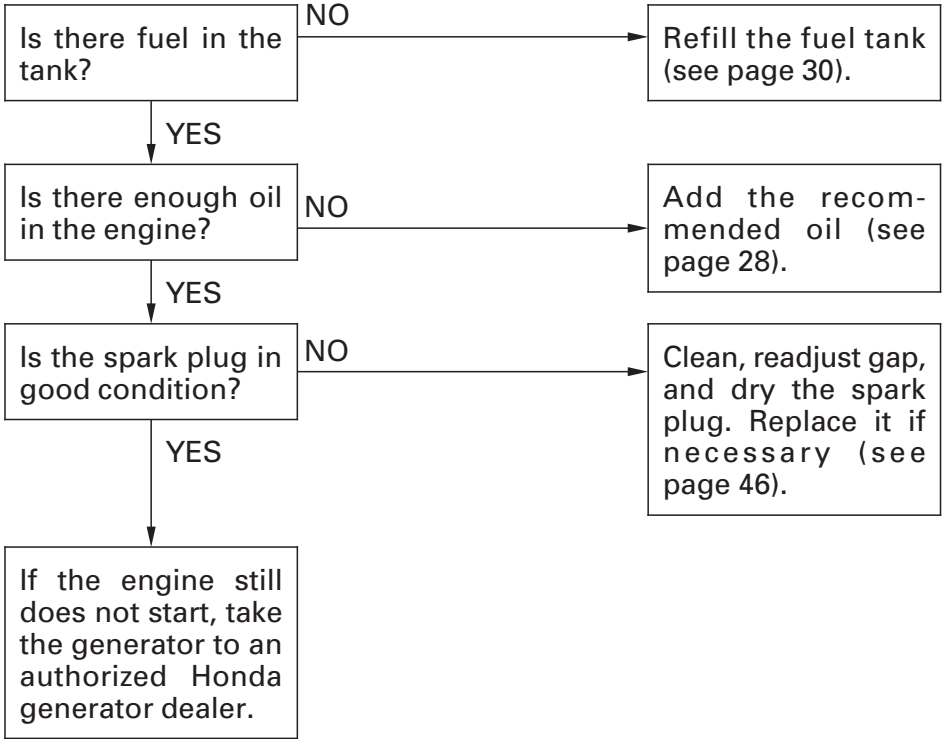 Is there fuel in the
tank?
NO
Refill the fuel tank
(see page 30).
YES
Is there enough oil
in the engine?
NO
Add the recom-
mended oil (see
page 28).
YES
Is the spark plug in
good condition?
NO
Clean, readjust gap,
and dry the spark
plug. Replace it if
necessary (see
page 46).
YES
If the engine still
does not start, take
the generator to an
authorized Honda
generator dealer.